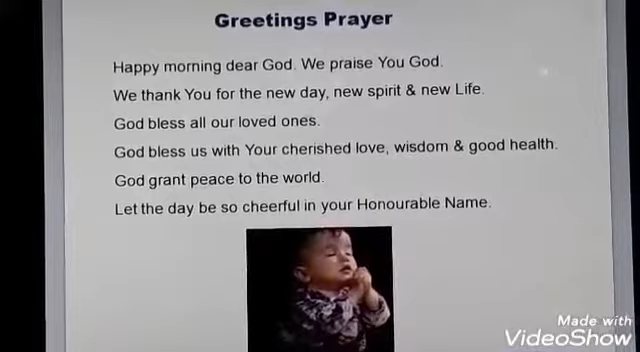 Greetings Prayer
Happy morning dear God. We praise You God.
We thank You for the new day, new spirit & new Life.
God bless all our loved ones.
God bless us with Your cherished love, wisdom & good health.
God grant peace to the world.
Let the day be so cheerful in your Honourable Name.
Made with
VideoShow